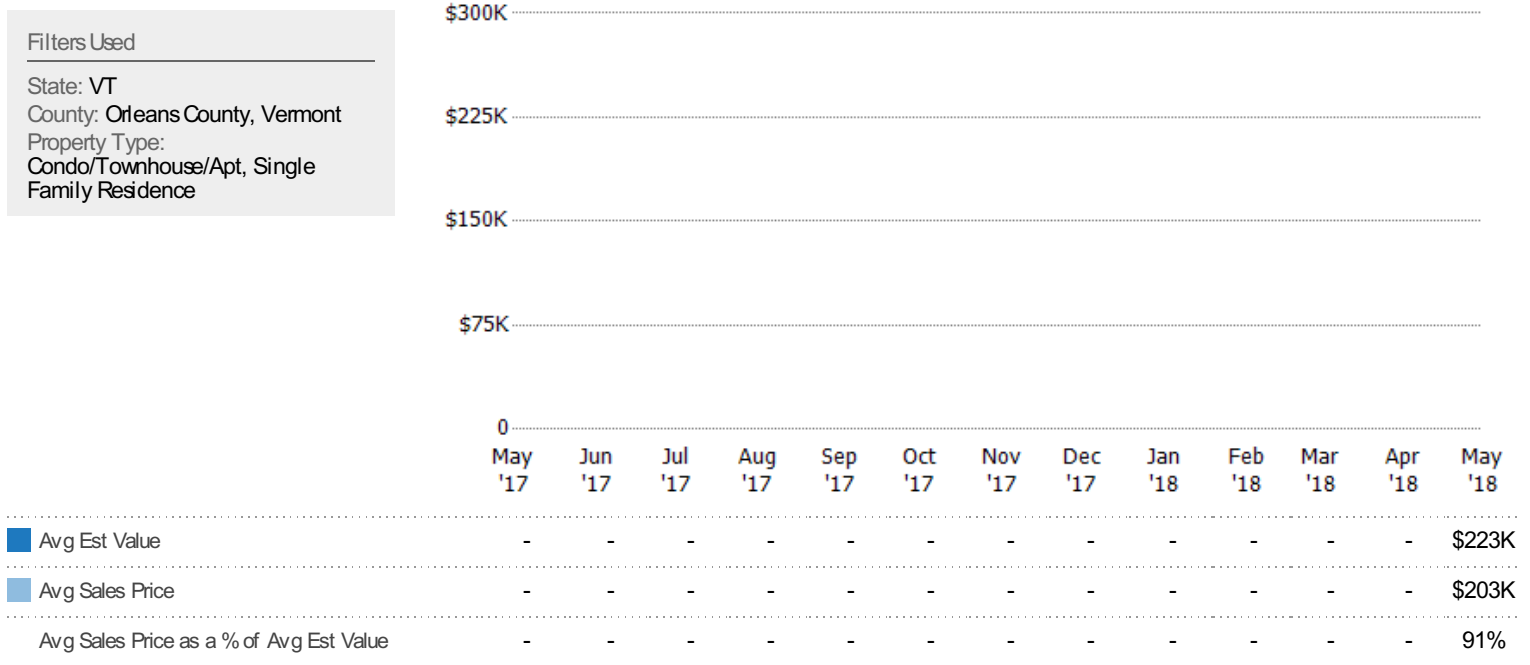 Filters Used
State: VT
County: Orleans County, Vermont
Property Type:
Condo/Townhouse/Apt, Single
Family Residence
$300K
$225K
$150K
$75K
0
May Jun Jul Aug Sep Oct Nov Dec Jan Feb Mar Apr May
'17 '17 '17 '17 '17 '17 '17 '17 '18 '18 '18 '18 '18
Avg Est Value - - - - - - - - - - - - $223K
Avg Sales Price - - - - - - - - - - - - $203K
Avg Sales Price as a % of Avg Est Value - - - - - - - - - - - - 91%